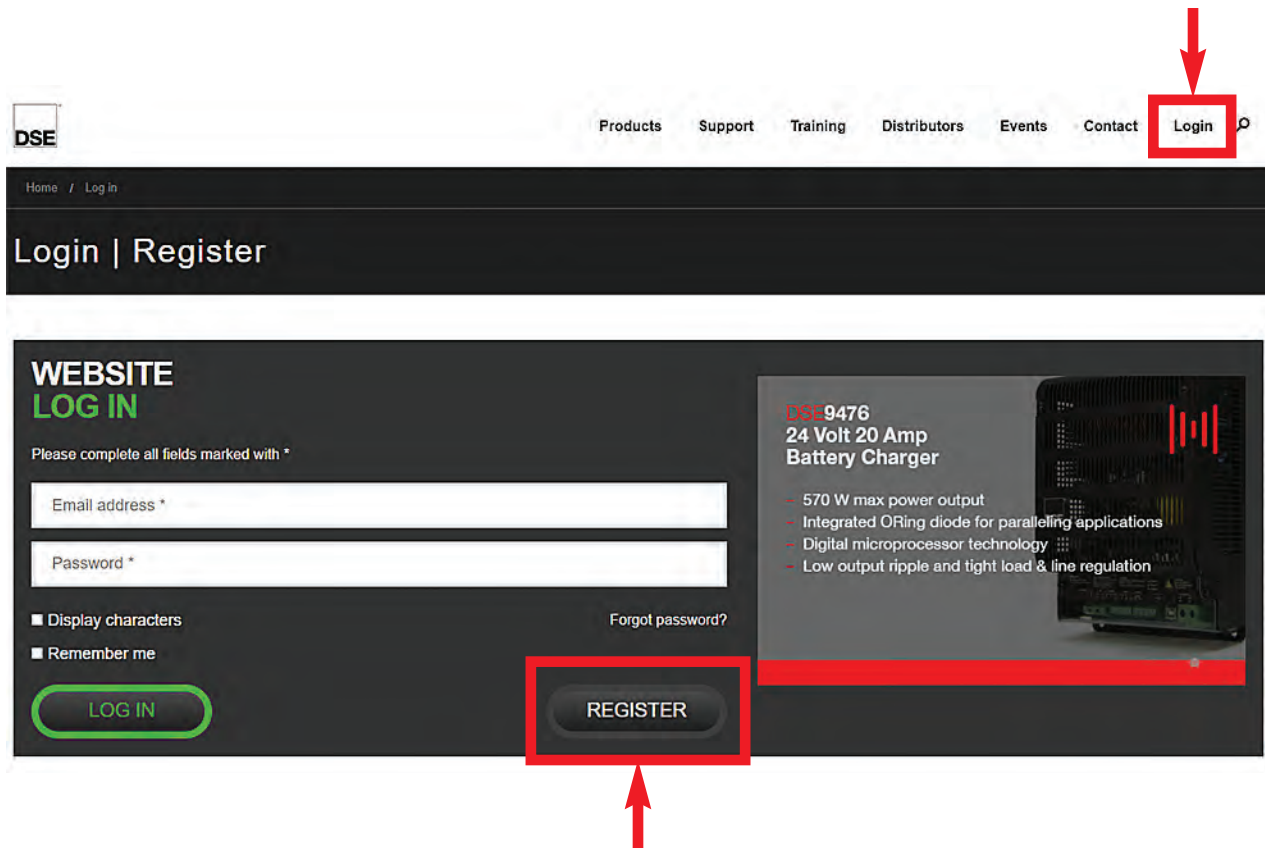 DSE
Products Support Training Distributors Events Contact Login
Home / Log in
Login | Register
WEBSITE
LOG IN
Please complete all fields marked with *
Email address *
Password *
Display characters
Forgot password?
Remember me
LOG IN
REGISTER
DSE9476
24 Volt 20 Amp
Battery Charger
- 570 W max power output
- Integrated ORing diode for paralleling applications
- Digital microprocessor technology
- Low output ripple and tight load & line regulation